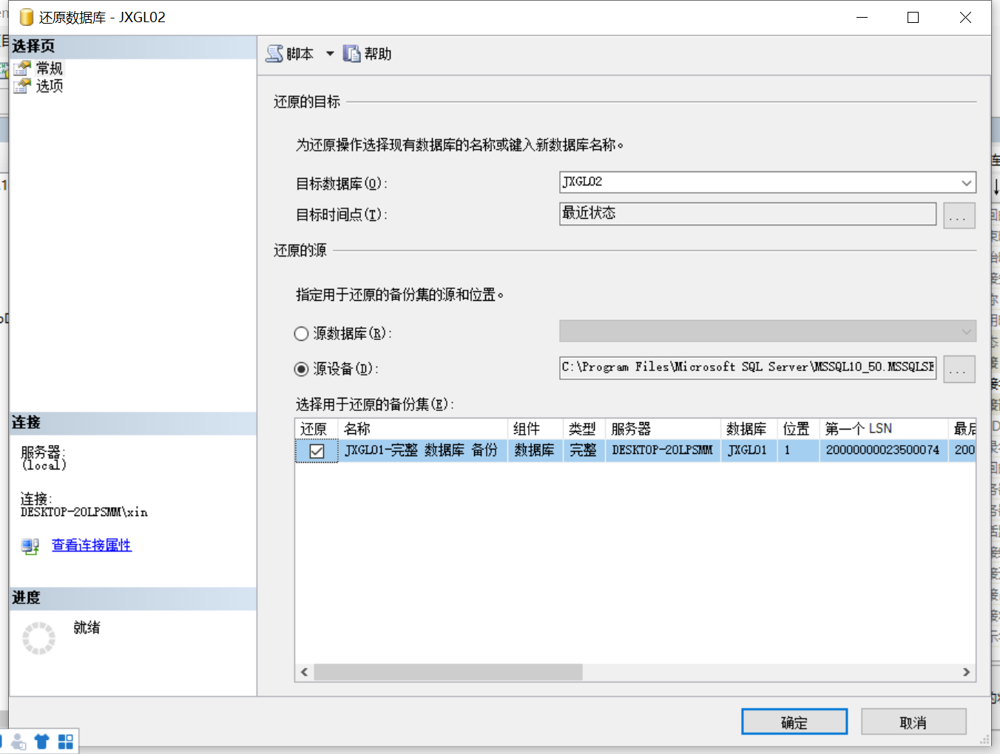 还原数据库 - JXGL02
选择页
常规
选项
脚本
帮助
还原的目标
为还原操作选择现有数据库的名称或键入新数据库名称。
目标数据库(O):
JXGL02
目标时间点(T):
最近状态
...
还原的源
指定用于还原的备份集的源和位置。
源数据库(R):
源设备(D):
C:\Program Files\Microsoft SQL Server\MSSQL10_50.MSSQLSE
...
选择用于还原的备份集(E):
还原 名称 组件 类型 服务器 数据库 位置 第一个 LSN 最后
JXGL01-完整 数据库 备份 数据库 完整 DESKTOP-2OLPSMM JXGL01 1 20000000023500074 200
连接
服务器:
(local)
连接:
DESKTOP-2OLPSMM\xin
查看连接属性
进度
就绪
确定
取消